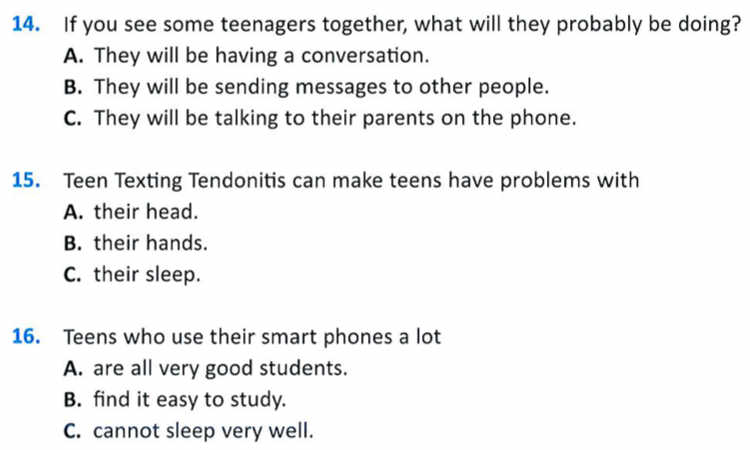 14. If you see some teenagers together, what will they probably be doing?
A. They will be having a conversation.
B. They will be sending messages to other people.
C. They will be talking to their parents on the phone.
15. Teen Texting Tendonitis can make teens have problems with
A. their head.
B. their hands.
C. their sleep.
16. Teens who use their smart phones a lot
A. are all very good students.
B. find it easy to study.
C. cannot sleep very well.